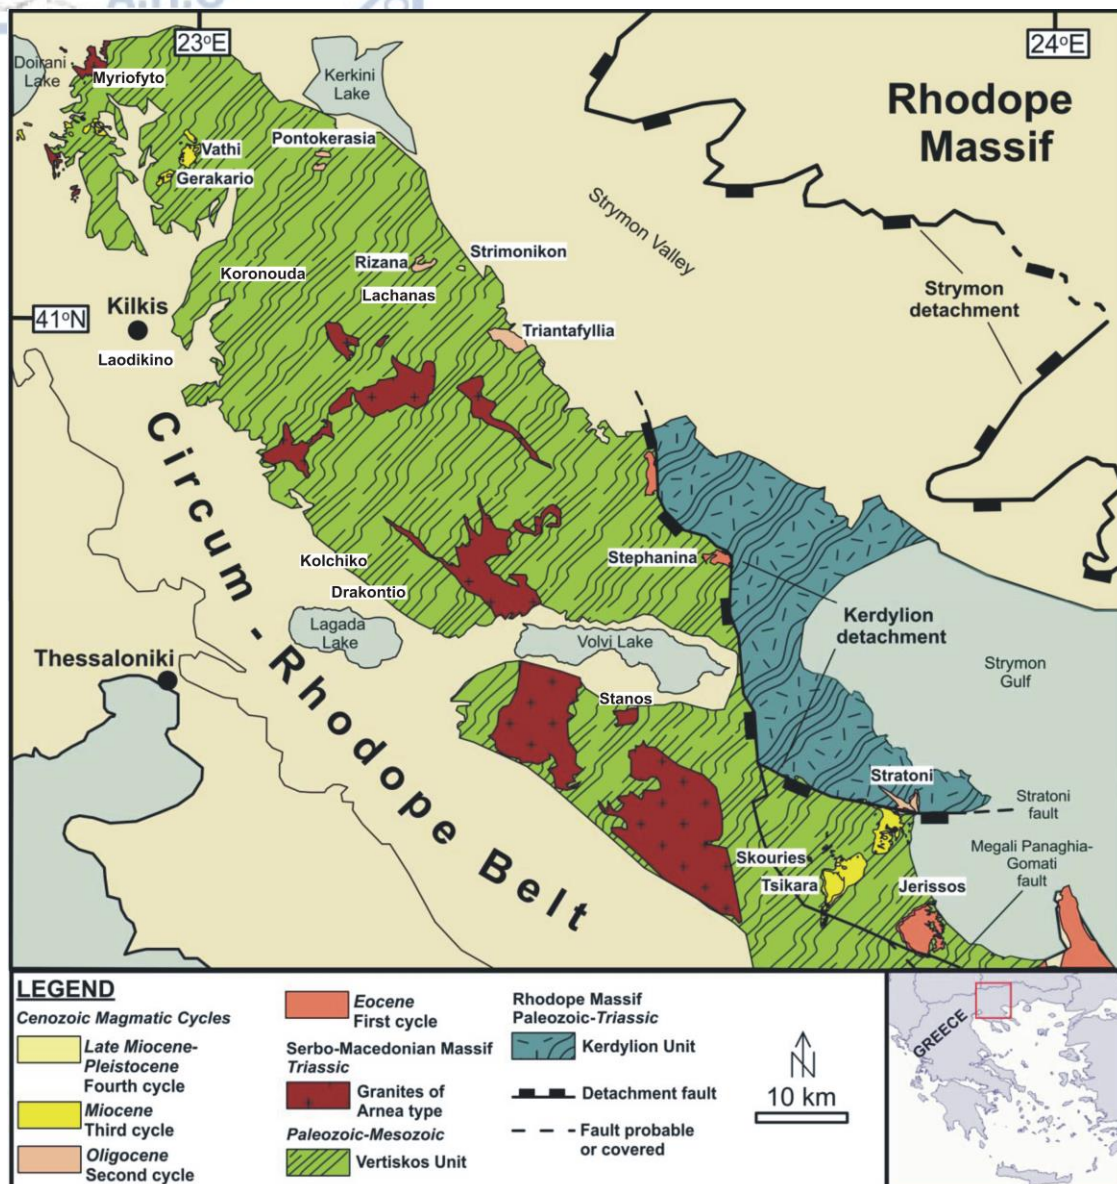 23°E
24°E
Doirani
Lake
Myriofyto
Kerkini
Lake
Rhodope
Massif
Pontokerasia
Vathi
Gerakario
Strymon Valley
Strimonikon
Rizana
Koronouda
Lachanas
Strymon
detachment
Kilkis
41°N
Triantafyllia
Laodikino
Circum - Rhodope Belt
Stephanina
Kolchiko
Drakontio
Kerdylion
detachment
Lagada
Lake
Volvi Lake
Thessaloniki
Strymon
Gulf
Stanos
Stratoni
Stratoni
fault
Megali Panaghia-
Gomati
fault
Skouries
Tsikara
Jerissos
LEGEND
Cenozoic Magmatic Cycles
Late Miocene-
Pleistocene
Fourth cycle
Miocene
Third cycle
Oligocene
Second cycle
Eocene
First cycle
Serbo-Macedonian Massif
Triassic
Granites of
Arnea type
Paleozoic-Mesozoic
Vertiskos Unit
Rhodope Massif
Paleozoic-Triassic
Kerdylion Unit
Detachment fault
Fault probable
or covered
N
10 km
GREECE